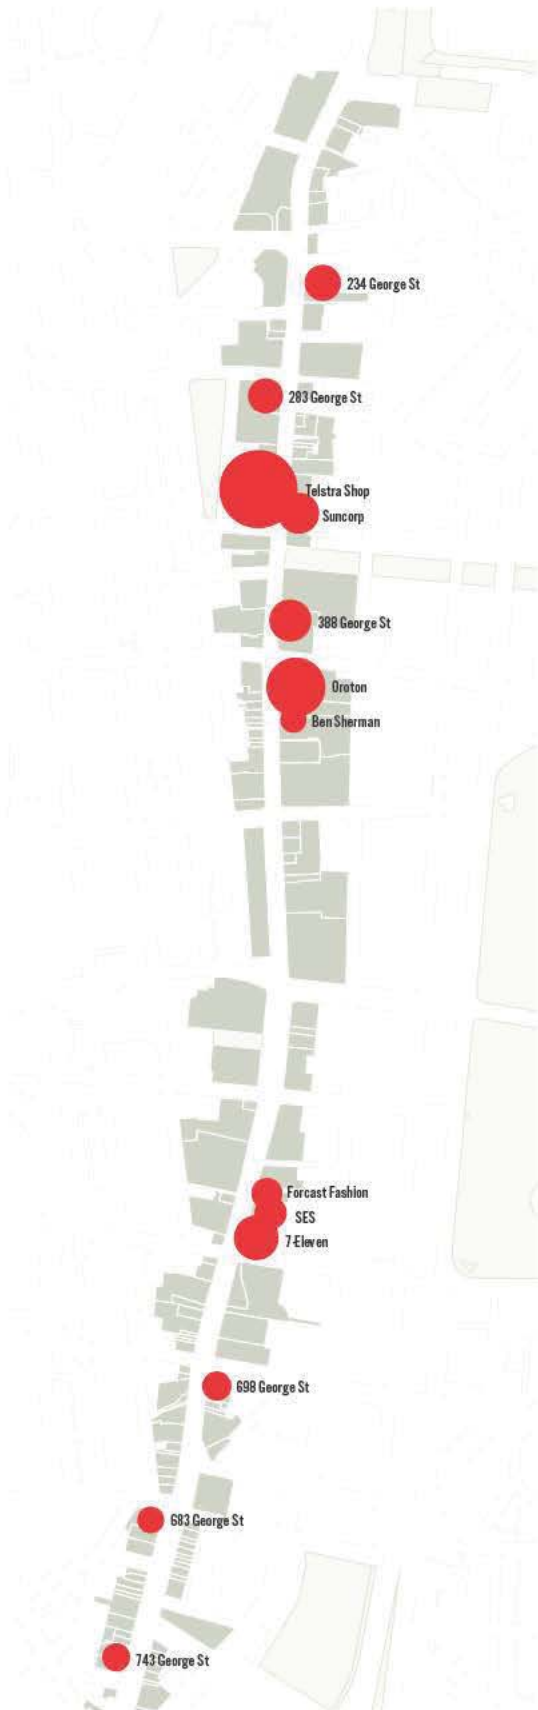 234 George St
283 George St
Telstra Shop
Suncorp
388 George St
Oroton
Ben Sherman
Forcast Fashion
SES
7-Eleven
698 George St
683 George St
743 George St